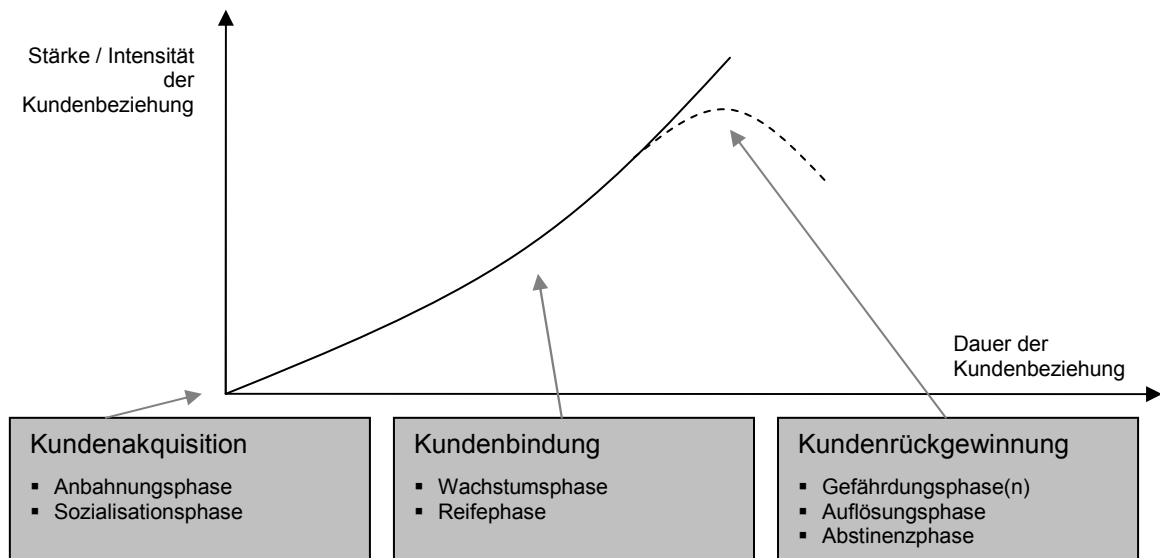 Stärke / Intensität
der
Kundenbeziehung
Dauer der
Kundenbeziehung
Kundenakquisition
▪ Anbahnungsphase
▪ Sozialisationsphase
Kundenbindung
▪ Wachstumsphase
▪ Reifephase
Kundenrückgewinnung
▪ Gefährdungsphase(n)
▪ Auflösungsphase
▪ Abstinenzphase